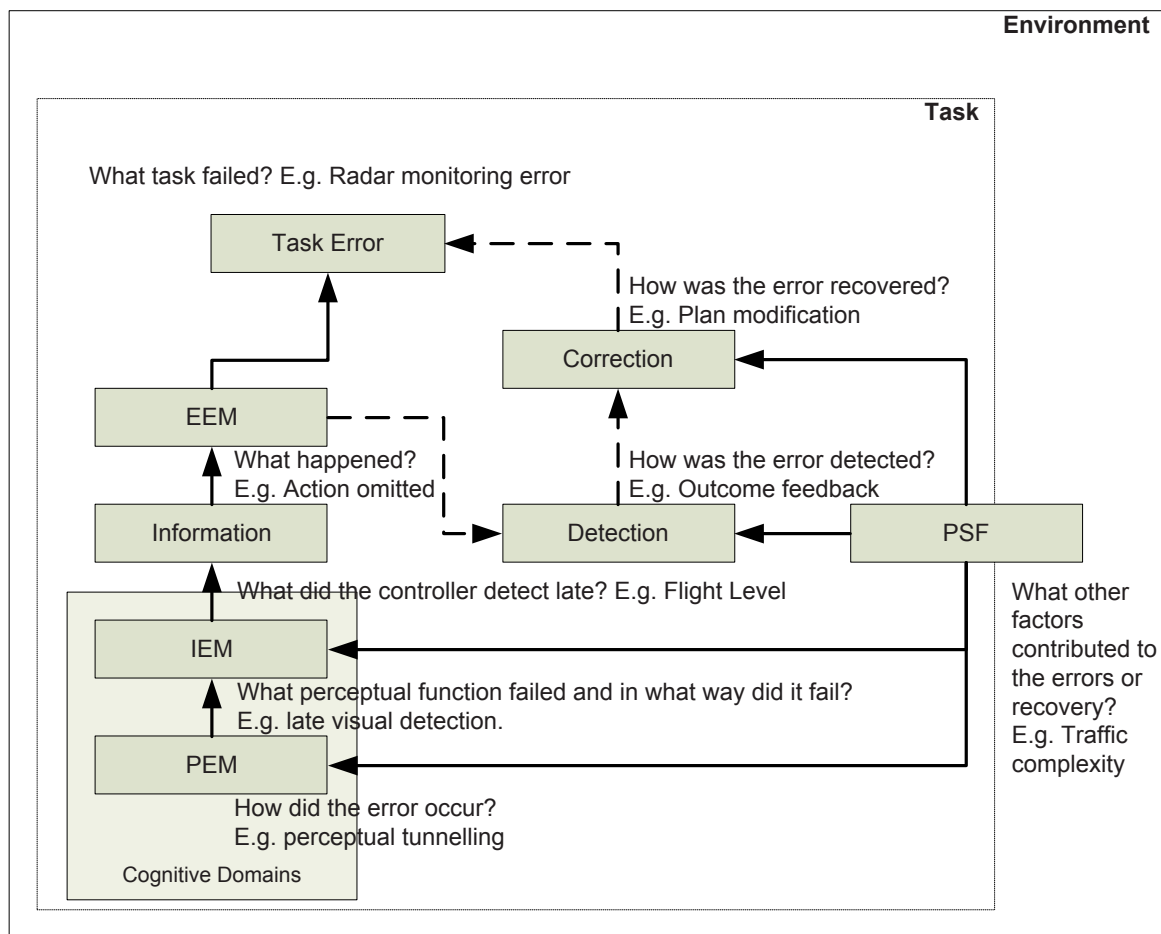 Environment
Task
What task failed? E.g. Radar monitoring error
Task Error
How was the error recovered?
E.g. Plan modification
Correction
EEM
What happened?
E.g. Action omitted
How was the error detected?
E.g. Outcome feedback
Information
Detection
PSF
What did the controller detect late? E.g. Flight Level
What other
factors
contributed to
the errors or
recovery?
E.g. Traffic
complexity
IEM
What perceptual function failed and in what way did it fail?
E.g. late visual detection.
PEM
How did the error occur?
E.g. perceptual tunnelling
Cognitive Domains